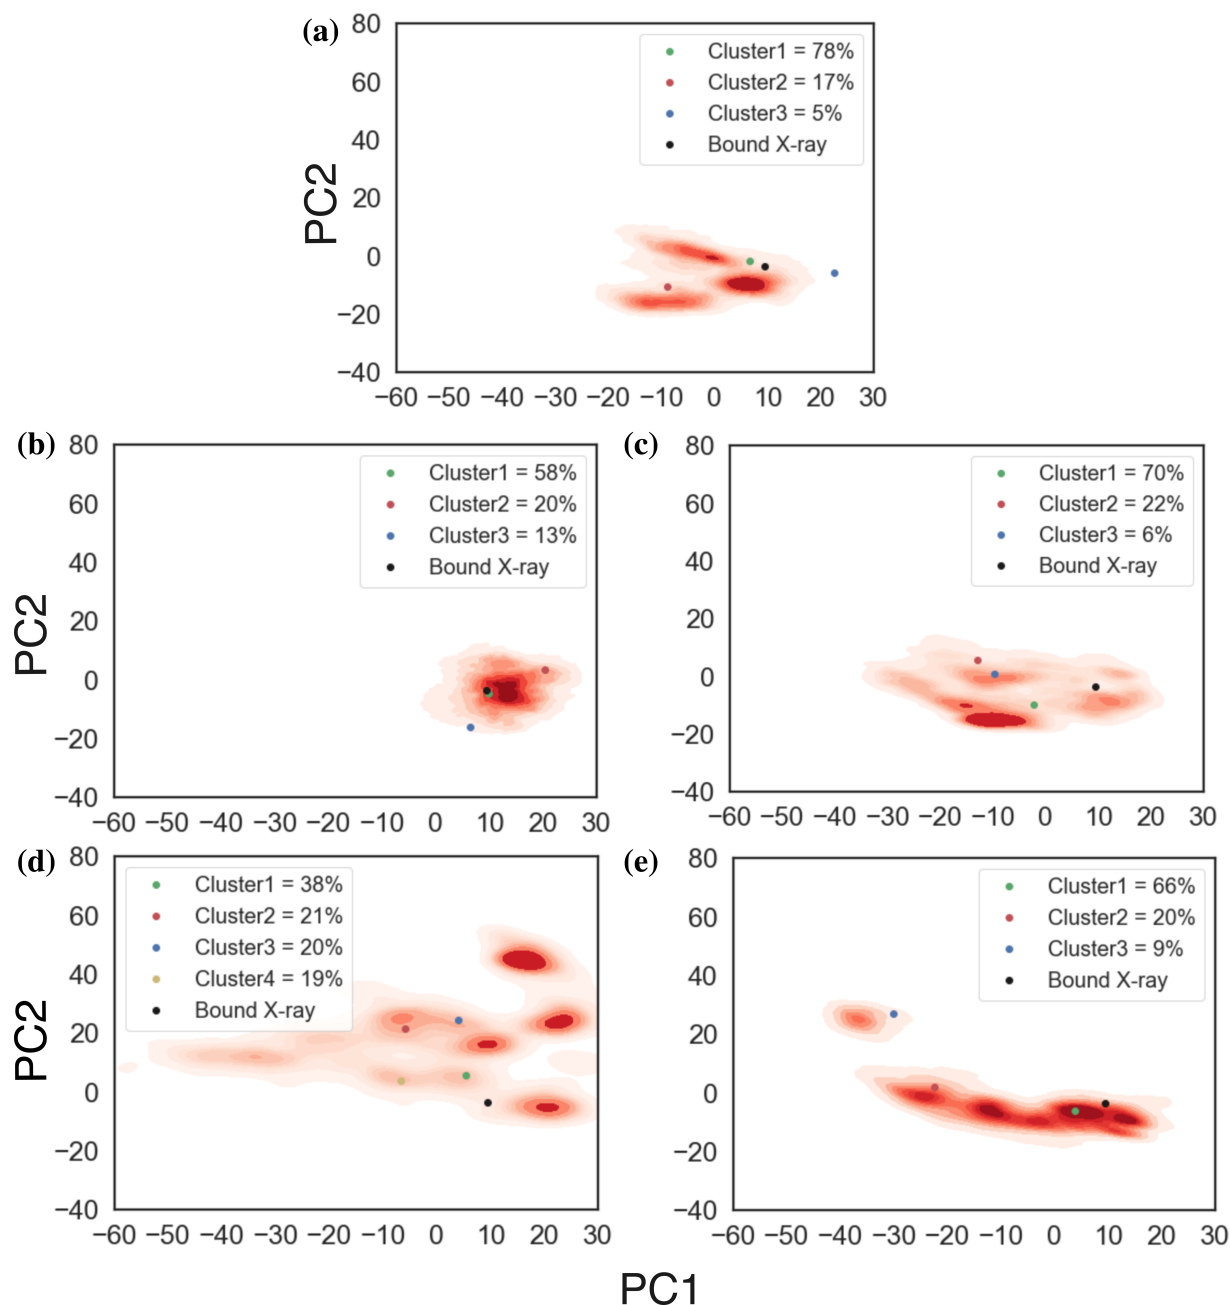 (a)
80
60
40
20
0
−20
−40
PC2
Cluster1 = 78%
Cluster2 = 17%
Cluster3 = 5%
Bound X-ray
−60 −50 −40 −30 −20 −10 0 10 20 30
(b)
80
60
40
20
0
−20
−40
PC2
Cluster1 = 58%
Cluster2 = 20%
Cluster3 = 13%
Bound X-ray
−60 −50 −40 −30 −20 −10 0 10 20 30
(c)
80
60
40
20
0
−20
−40
Cluster1 = 70%
Cluster2 = 22%
Cluster3 = 6%
Bound X-ray
−60 −50 −40 −30 −20 −10 0 10 20 30
(d)
80
60
40
20
0
−20
−40
PC2
Cluster1 = 38%
Cluster2 = 21%
Cluster3 = 20%
Cluster4 = 19%
Bound X-ray
−60 −50 −40 −30 −20 −10 0 10 20 30
(e)
80
60
40
20
0
−20
−40
Cluster1 = 66%
Cluster2 = 20%
Cluster3 = 9%
Bound X-ray
−60 −50 −40 −30 −20 −10 0 10 20 30
PC1